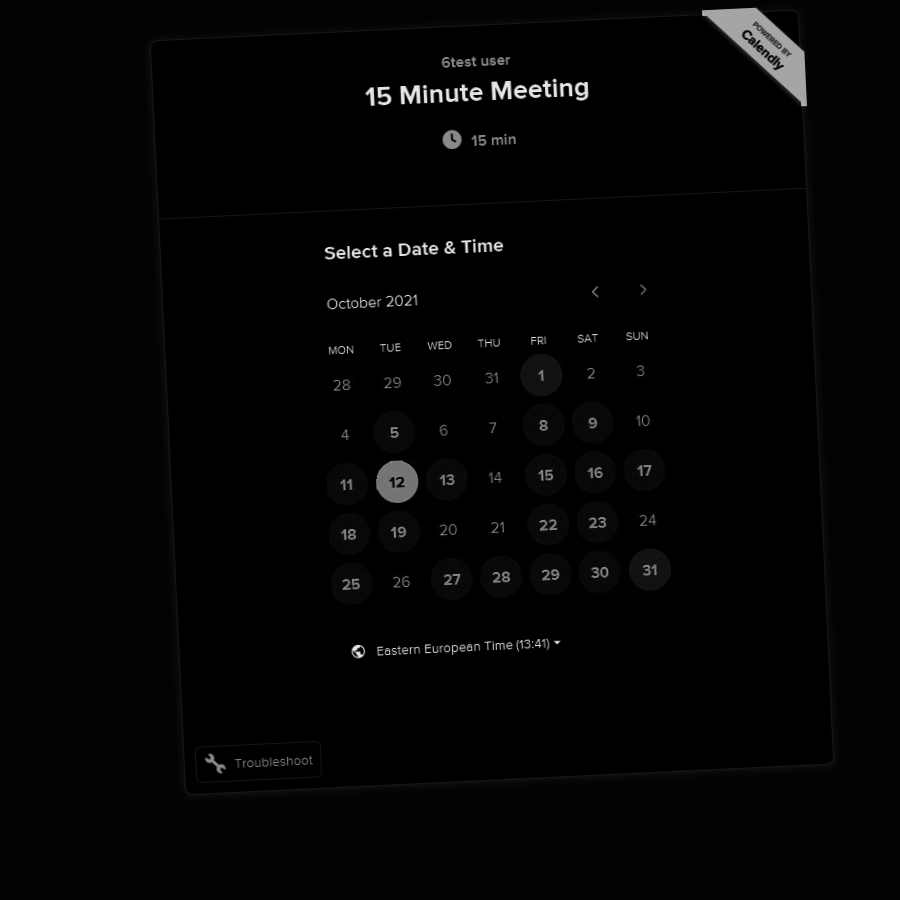 POWERED BY
Calendly
6test user
15 Minute Meeting
15 min
Select a Date & Time
October 2021
MON TUE WED THU FRI SAT SUN
28 29 30 31 1 2 3
4 5 6 7 8 9 10
11 12 13 14 15 16 17
18 19 20 21 22 23 24
25 26 27 28 29 30 31
Eastern European Time (13:41)
Troubleshoot